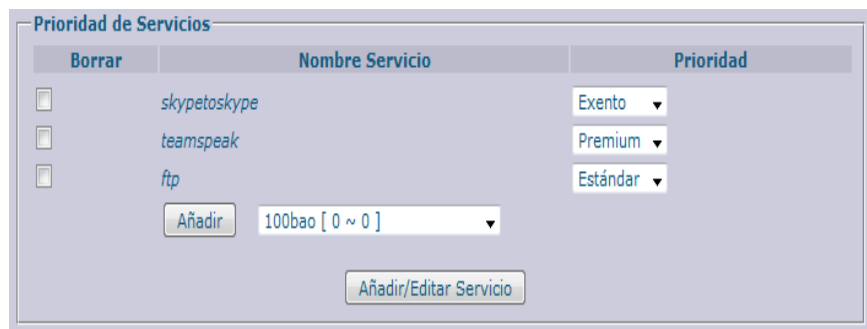 Prioridad de Servicios
Borrar Nombre Servicio Prioridad
skypetoskype Exento
teamspeak Premium
ftp Estándar
Añadir 100bao [ 0 ~ 0 ]
Añadir/Editar Servicio